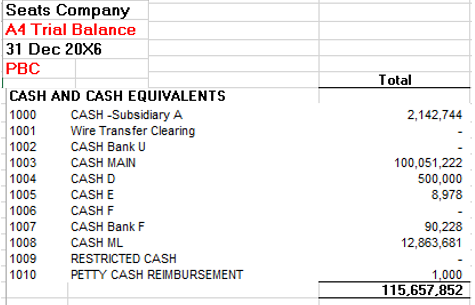 Seats Company
A4 Trial Balance
31 Dec 20X6
PBC
Total
CASH AND CASH EQUIVALENTS
1000 CASH -Subsidiary A 2,142,744
1001 Wire Transfer Clearing -
1002 CASH Bank U -
1003 CASH MAIN 100,051,222
1004 CASH D 500,000
1005 CASH E 8,978
1006 CASH F -
1007 CASH Bank F 90,228
1008 CASH ML 12,863,681
1009 RESTRICTED CASH -
1010 PETTY CASH REIMBURSEMENT 1,000
115,657,852